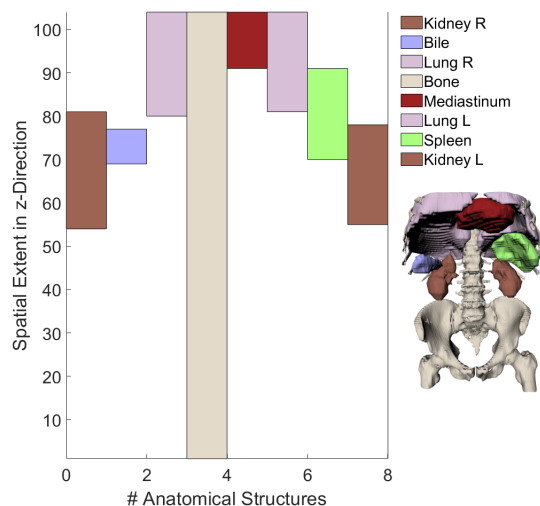 100
90
80
70
60
50
40
30
20
10
0
2
4
6
8
Spatial Extent in z-Direction
# Anatomical Structures
Kidney R
Bile
Lung R
Bone
Mediastinum
Lung L
Spleen
Kidney L